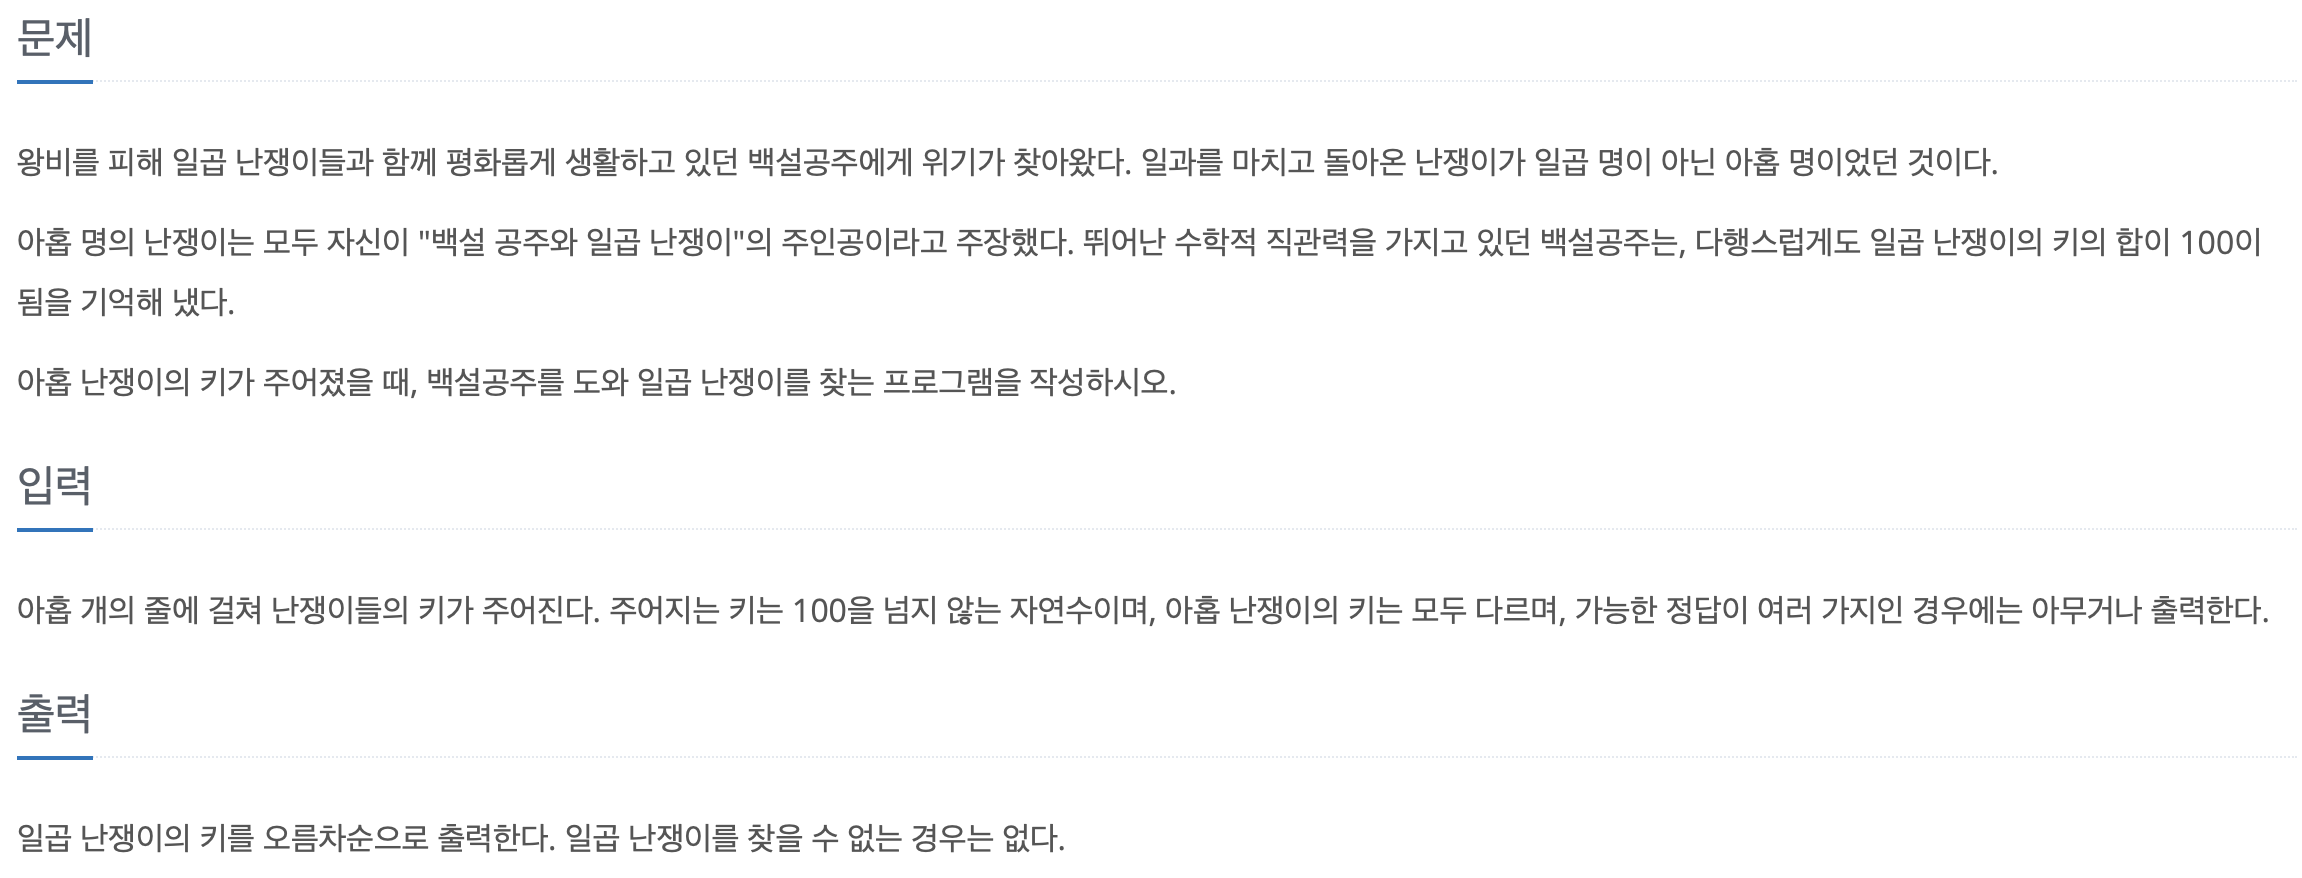 문제
왕비를 피해 일곱 난쟁이들과 함께 평화롭게 생활하고 있던 백설공주에게 위기가 찾아왔다. 일과를 마치고 돌아온 난쟁이가 일곱 명이 아닌 아홉 명이었던 것이다.
아홉 명의 난쟁이는 모두 자신이 "백설 공주와 일곱 난쟁이"의 주인공이라고 주장했다. 뛰어난 수학적 직관력을 가지고 있던 백설공주는, 다행스럽게도 일곱 난쟁이의 키의 합이 100이
됨을 기억해 냈다.
아홉 난쟁이의 키가 주어졌을 때, 백설공주를 도와 일곱 난쟁이를 찾는 프로그램을 작성하시오.
입력
아홉 개의 줄에 걸쳐 난쟁이들의 키가 주어진다. 주어지는 키는 100을 넘지 않는 자연수이며, 아홉 난쟁이의 키는 모두 다르며, 가능한 정답이 여러 가지인 경우에는 아무거나 출력한다.
출력
일곱 난쟁이의 키를 오름차순으로 출력한다. 일곱 난쟁이를 찾을 수 없는 경우는 없다.